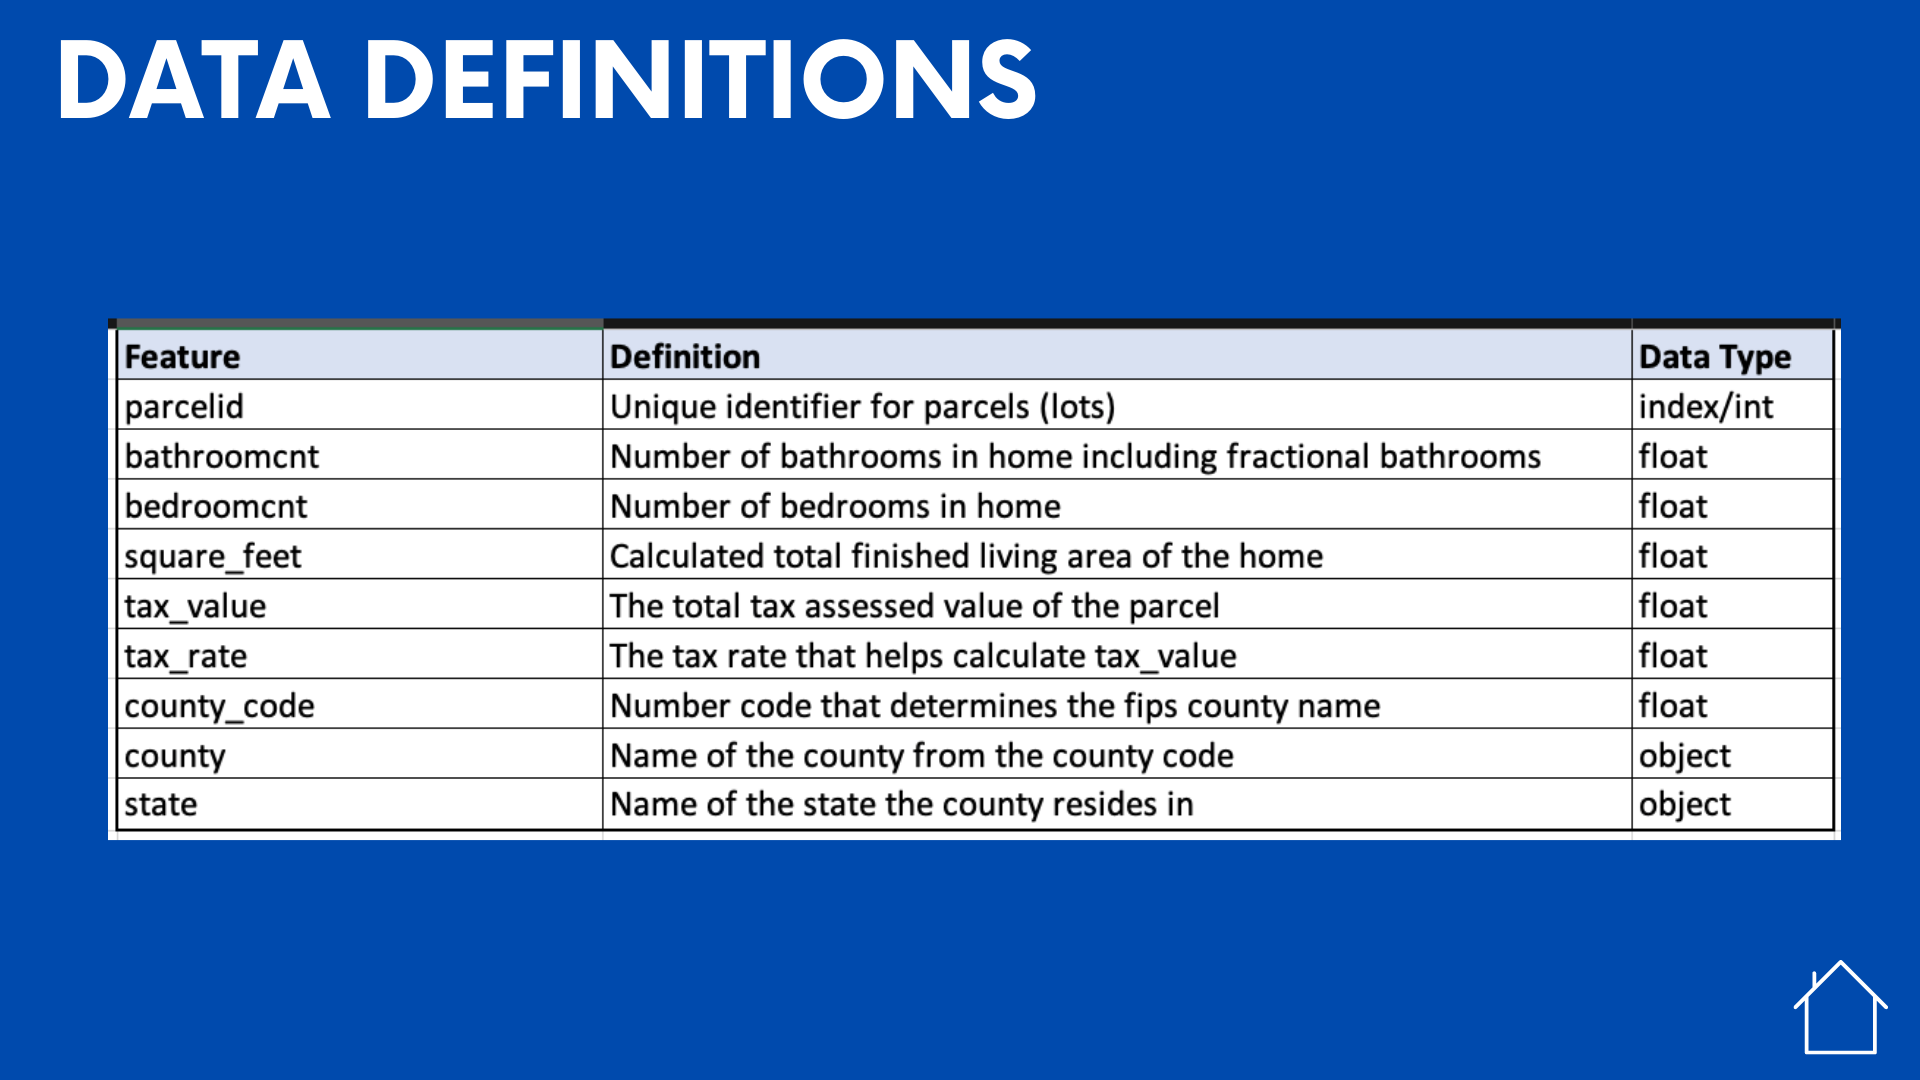 DATA DEFINITIONS
Feature Definition Data Type
parcelid Unique identifier for parcels (lots) index/int
bathroomcnt Number of bathrooms in home including fractional bathrooms float
bedroomcnt Number of bedrooms in home float
square_feet Calculated total finished living area of the home float
tax_value The total tax assessed value of the parcel float
tax_rate The tax rate that helps calculate tax_value float
county_code Number code that determines the fips county name float
county Name of the county from the county code object
state Name of the state the county resides in object